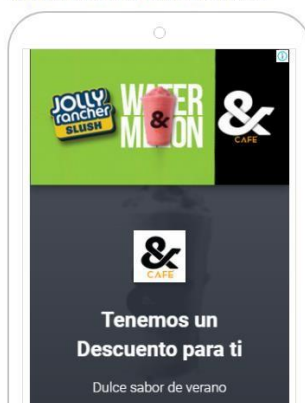 JOLLY
rancher
SLUSH
WATER
MELON
&
&
CAFE
&
CAFE
Tenemos un
Descuento para ti
Dulce sabor de verano